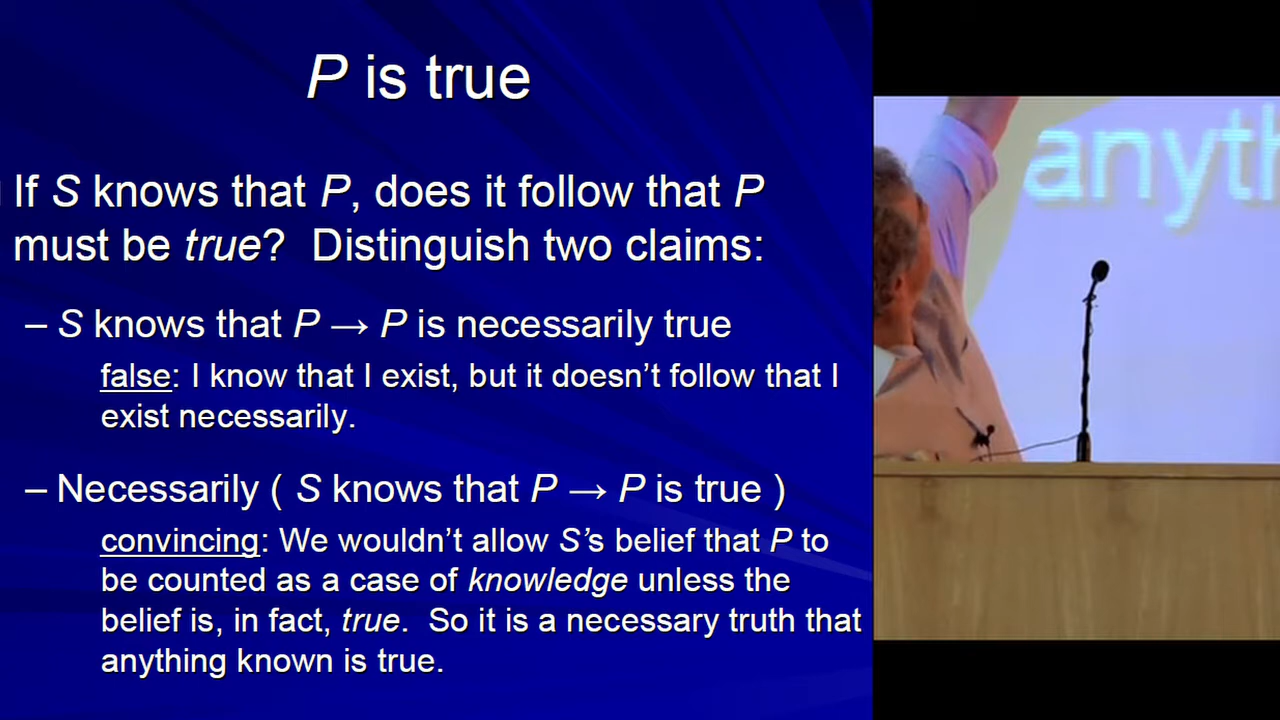 P is true
If S knows that P, does it follow that P
must be true? Distinguish two claims:
– S knows that P → P is necessarily true
false: I know that I exist, but it doesn’t follow that I
exist necessarily.
– Necessarily ( S knows that P → P is true )
convincing: We wouldn’t allow S’s belief that P to
be counted as a case of knowledge unless the
belief is, in fact, true. So it is a necessary truth that
anything known is true.